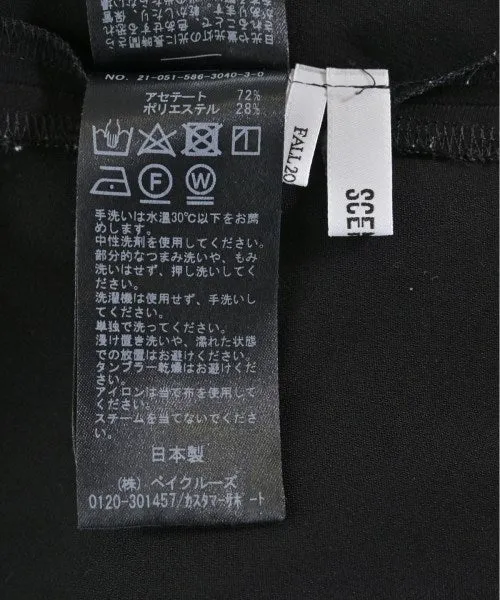 NO. 21-051-586-3040-3-0
アセテート 72%
ポリエステル 28%
F
W
手洗いは水温30℃以下をお薦
めします。
中性洗剤を使用してください。
部分的なつまみ洗いや、もみ
洗いはせず、押し洗いしてく
ださい。
洗濯機は使用せず、手洗いし
てください。
単独で洗ってください。
浸け置き洗いや、濡れた状態
での放置はお避けください。
タンブラー乾燥はお避けくだ
さい。
アイロンは当て布を使用して
ください。
スチームを当てないでくださ
い。
日本製
(株) ベイクルーズ
0120-301457/カスタマーサポート
FALL20
SCE
SCE